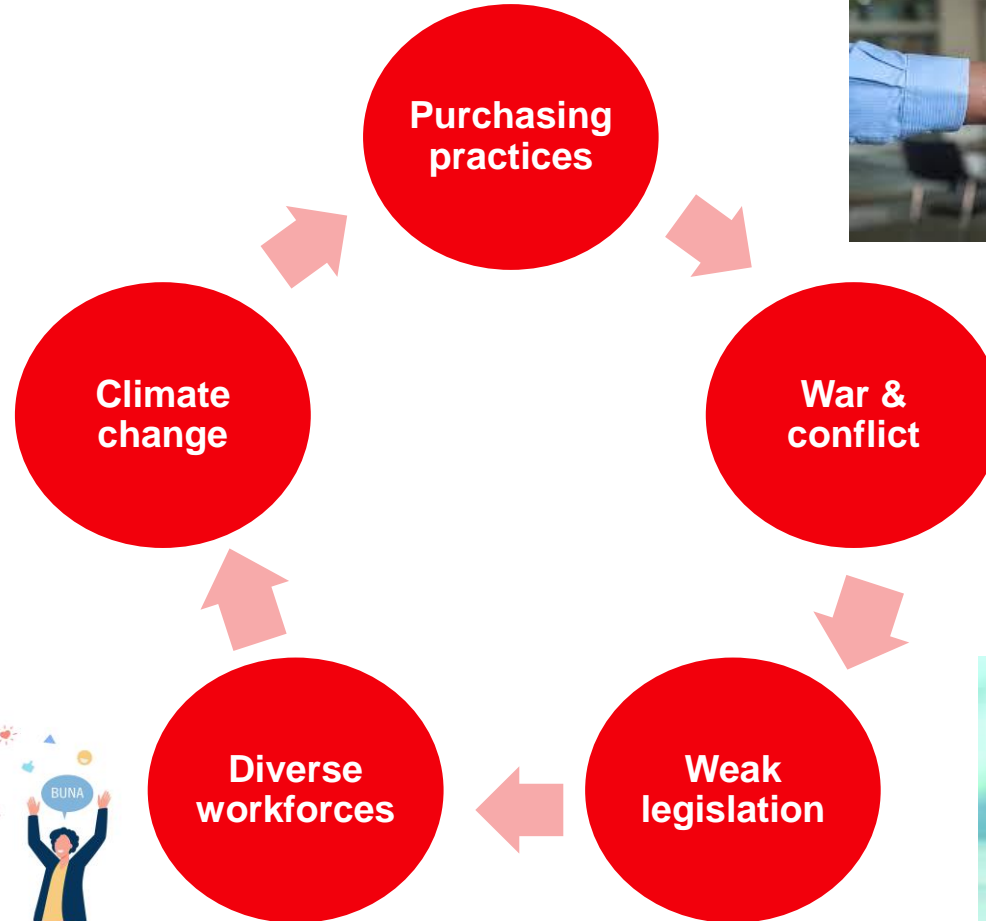 Purchasing
practices
Climate
change
War &
conflict
Diverse
workforces
Weak
legislation
BUNA